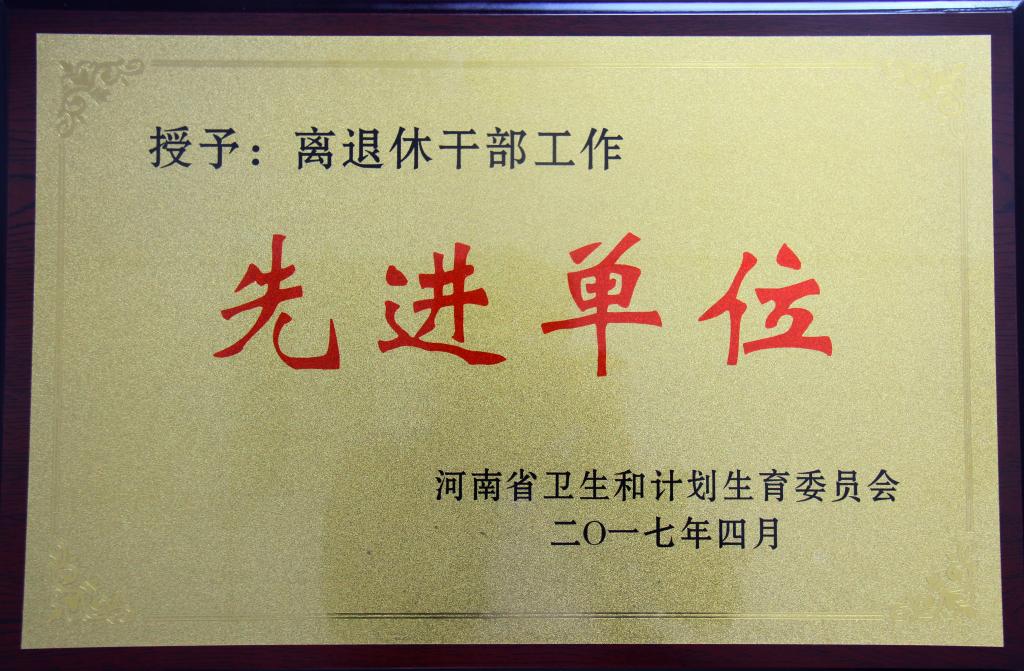 授予：离退休干部工作
先进单位
河南省卫生和计划生育委员会
二〇一七年四月